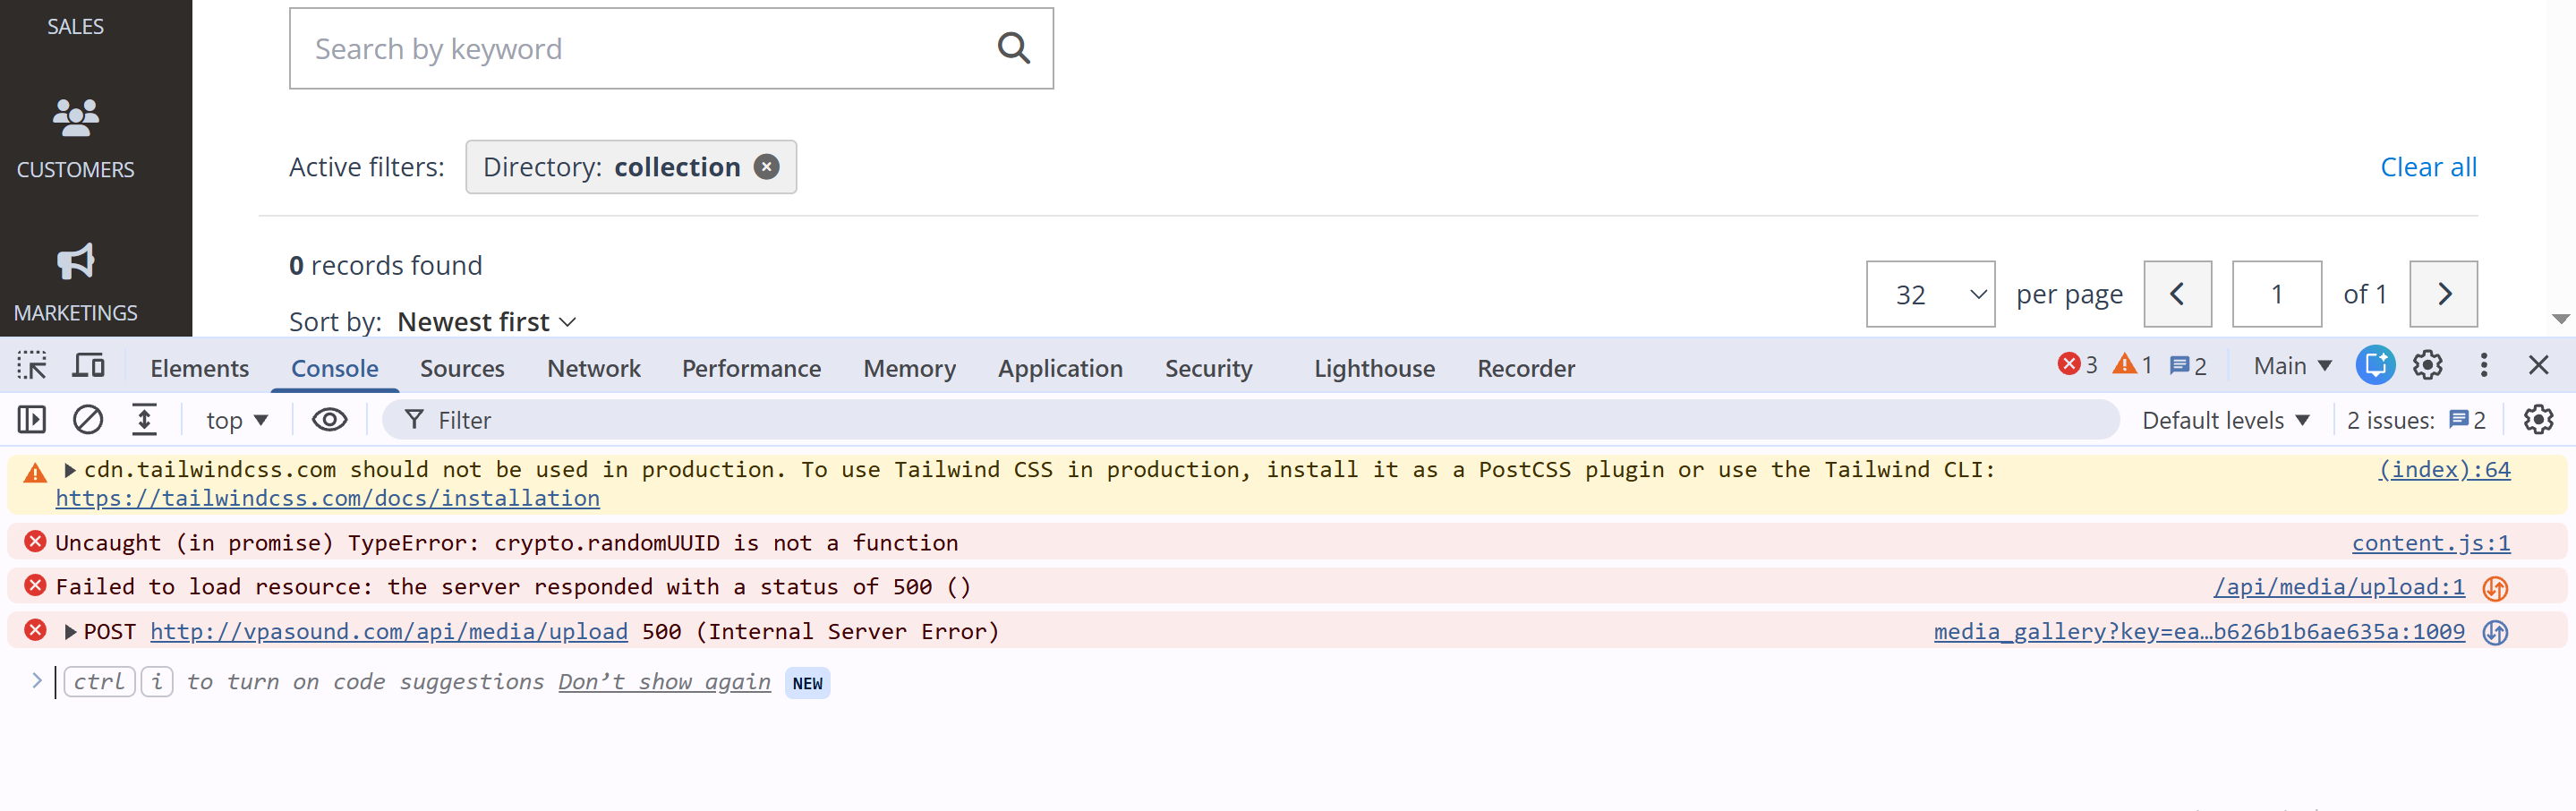 SALES
Search by keyword
CUSTOMERS
Active filters: Directory: collection
Clear all
MARKETINGS
0 records found
Sort by: Newest first
32 per page 1 of 1
Elements Console Sources Network Performance Memory Application Security Lighthouse Recorder 3 1 2 Main
top Filter Default levels 2 issues: 2
cdn.tailwindcss.com should not be used in production. To use Tailwind CSS in production, install it as a PostCSS plugin or use the Tailwind CLI: (index):64
https://tailwindcss.com/docs/installation
Uncaught (in promise) TypeError: crypto.randomUUID is not a function content.js:1
Failed to load resource: the server responded with a status of 500 () /api/media/upload:1
POST http://vpasound.com/api/media/upload 500 (Internal Server Error) media_gallery?key=ea…b626b1b6ae635a:1009
ctrl i to turn on code suggestions Don’t show again NEW